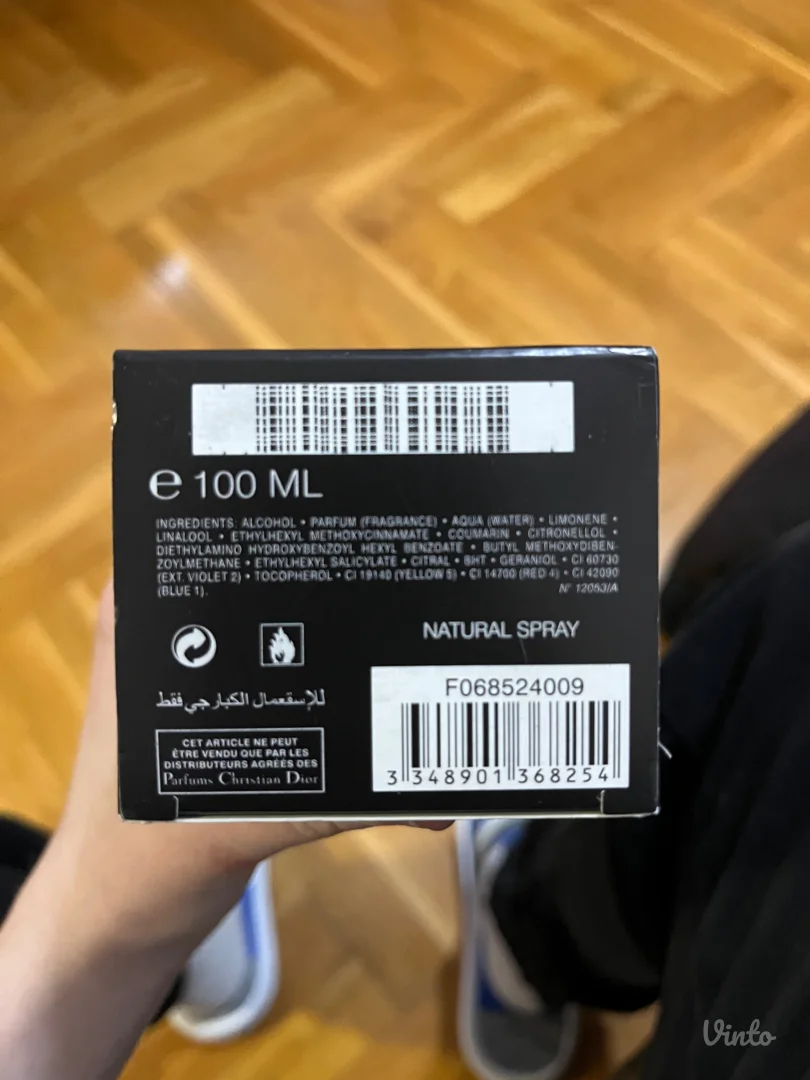 e 100 ML
INGREDIENTS: ALCOHOL • PARFUM (FRAGRANCE) • AQUA (WATER) • LIMONENE •
LINALOOL • ETHYLHEXYL METHOXYCINNAMATE • COUMARIN • CITRONELLOL •
DIETHYLAMINO HYDROXYBENZOYL HEXYL BENZOATE • BUTYL METHOXYDIBEN-
ZOYLMETHANE • ETHYLHEXYL SALICYLATE • CITRAL • BHT • GERANIOL • CI 60730
(EXT. VIOLET 2) • TOCOPHEROL • CI 19140 (YELLOW 5) • CI 14700 (RED 4) • CI 42090
(BLUE 1).
N° 12053/A
NATURAL SPRAY
للإستعمال الخارجي فقط
F068524009
3 348901 368254
CET ARTICLE NE PEUT
ÊTRE VENDU QUE PAR LES
DISTRIBUTEURS AGRÉÉS DES
Parfums Christian Dior
Vinto